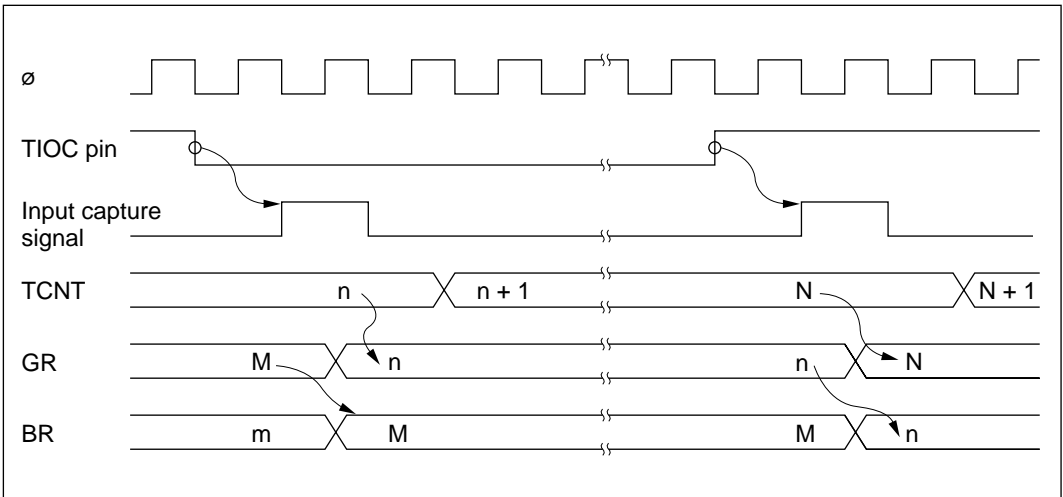 ø
TIOC pin
Input capture
signal
TCNT n n + 1 N N + 1
GR M n n N
BR m M M n